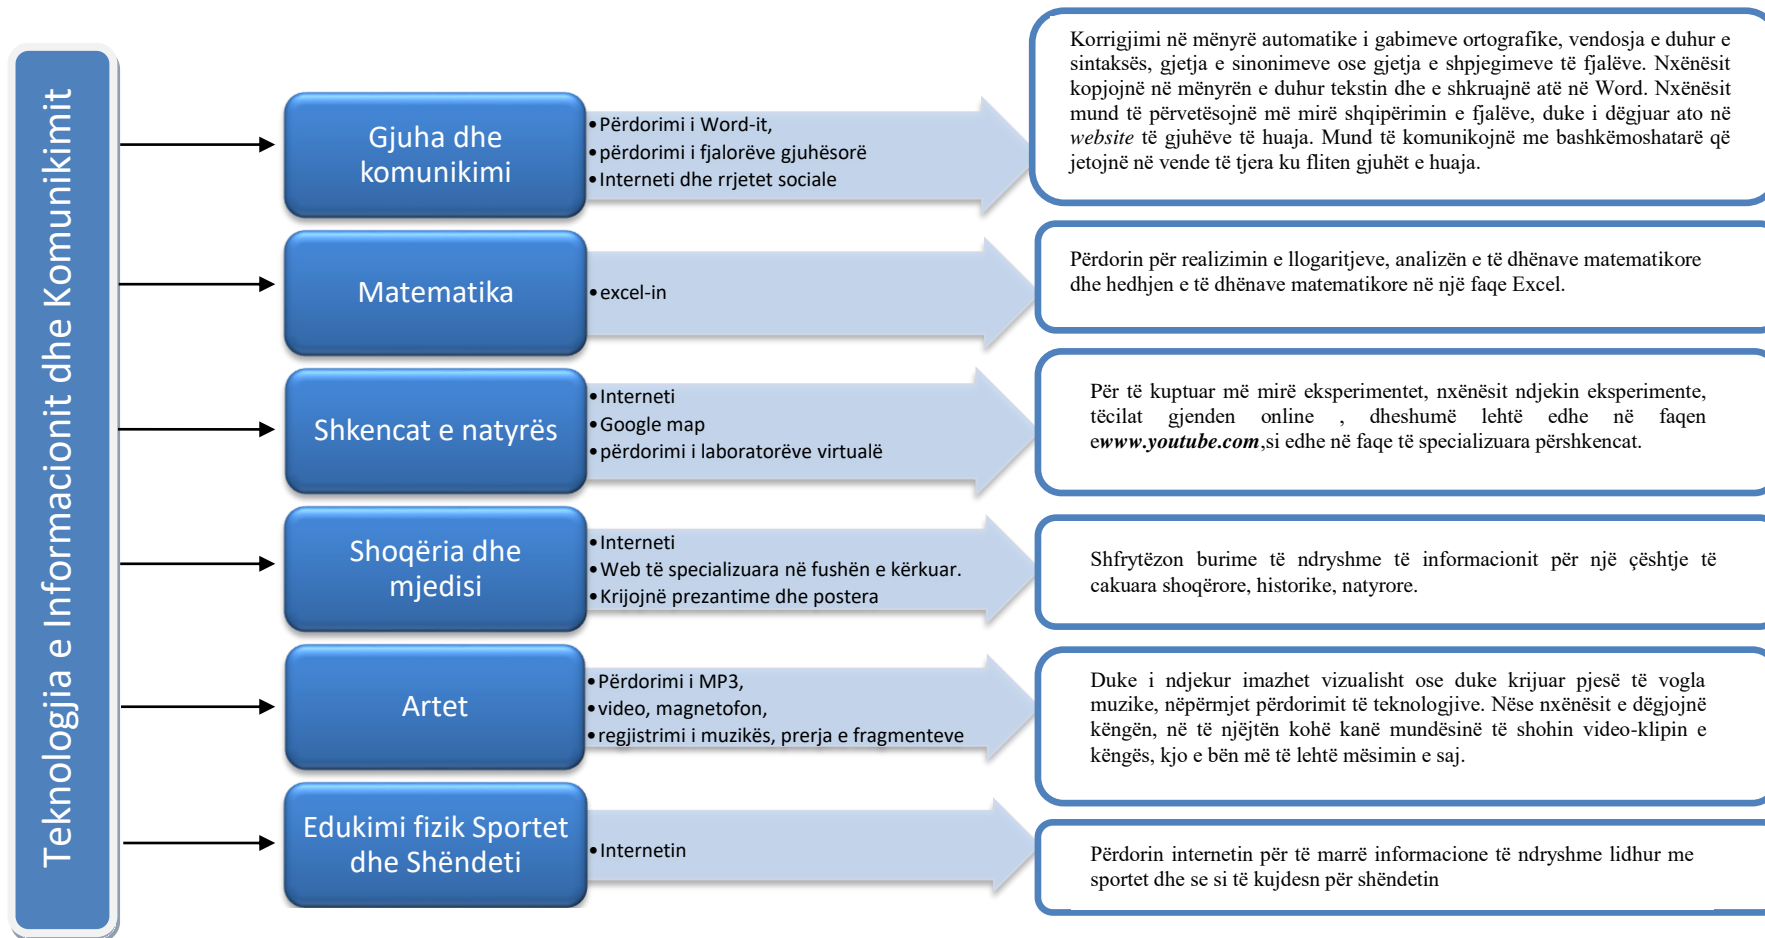 Teknologjia e Informacionit dhe Komunikimit
Gjuha dhe
komunikimi
•Përdorimi i Word-it,
•përdorimi i fjalorëve gjuhësorë
•Interneti dhe rrjetet sociale
Korrigjimi në mënyrë automatike i gabimeve ortografike, vendosja e duhur e
sintaksës, gjetja e sinonimeve ose gjetja e shpjegimeve të fjalëve. Nxënësit
kopjojnë në mënyrën e duhur tekstin dhe e shkruajnë atë në Word. Nxënësit
mund të përvetësojnë më mirë shqipërimin e fjalëve, duke i dëgjuar ato në
website të gjuhëve të huaja. Mund të komunikojnë me bashkëmoshatarë që
jetojnë në vende të tjera ku fliten gjuhët e huaja.
Matematika
•excel-in
Përdorin për realizimin e llogaritjeve, analizën e të dhënave matematikore
dhe hedhjen e të dhënave matematikore në një faqe Excel.
Shkencat e natyrës
•Interneti
•Google map
•përdorimi i laboratorëve virtualë
Për të kuptuar më mirë eksperimentet, nxënësit ndjekin eksperimente,
tëcilat gjenden online , dheshumë lehtë edhe në faqen
ewww.youtube.com,si edhe në faqe të specializuara përshkencat.
Shoqëria dhe
mjedisi
•Interneti
•Web të specializuara në fushën e kërkuar.
•Krijojnë prezantime dhe postera
Shfrytëzon burime të ndryshme të informacionit për një çështje të
cakuara shoqërore, historike, natyrore.
Artet
•Përdorimi i MP3,
•video, magnetofon,
•regjistrimi i muzikës, prerja e fragmenteve
Duke i ndjekur imazhet vizualisht ose duke krijuar pjesë të vogla
muzike, nëpërmjet përdorimit të teknologjive. Nëse nxënësit e dëgjojnë
këngën, në të njëjtën kohë kanë mundësinë të shohin video-klipin e
këngës, kjo e bën më të lehtë mësimin e saj.
Edukimi fizik Sportet
dhe Shëndeti
•Internetin
Përdorin internetin për të marrë informacione të ndryshme lidhur me
sportet dhe se si të kujdesn për shëndetin